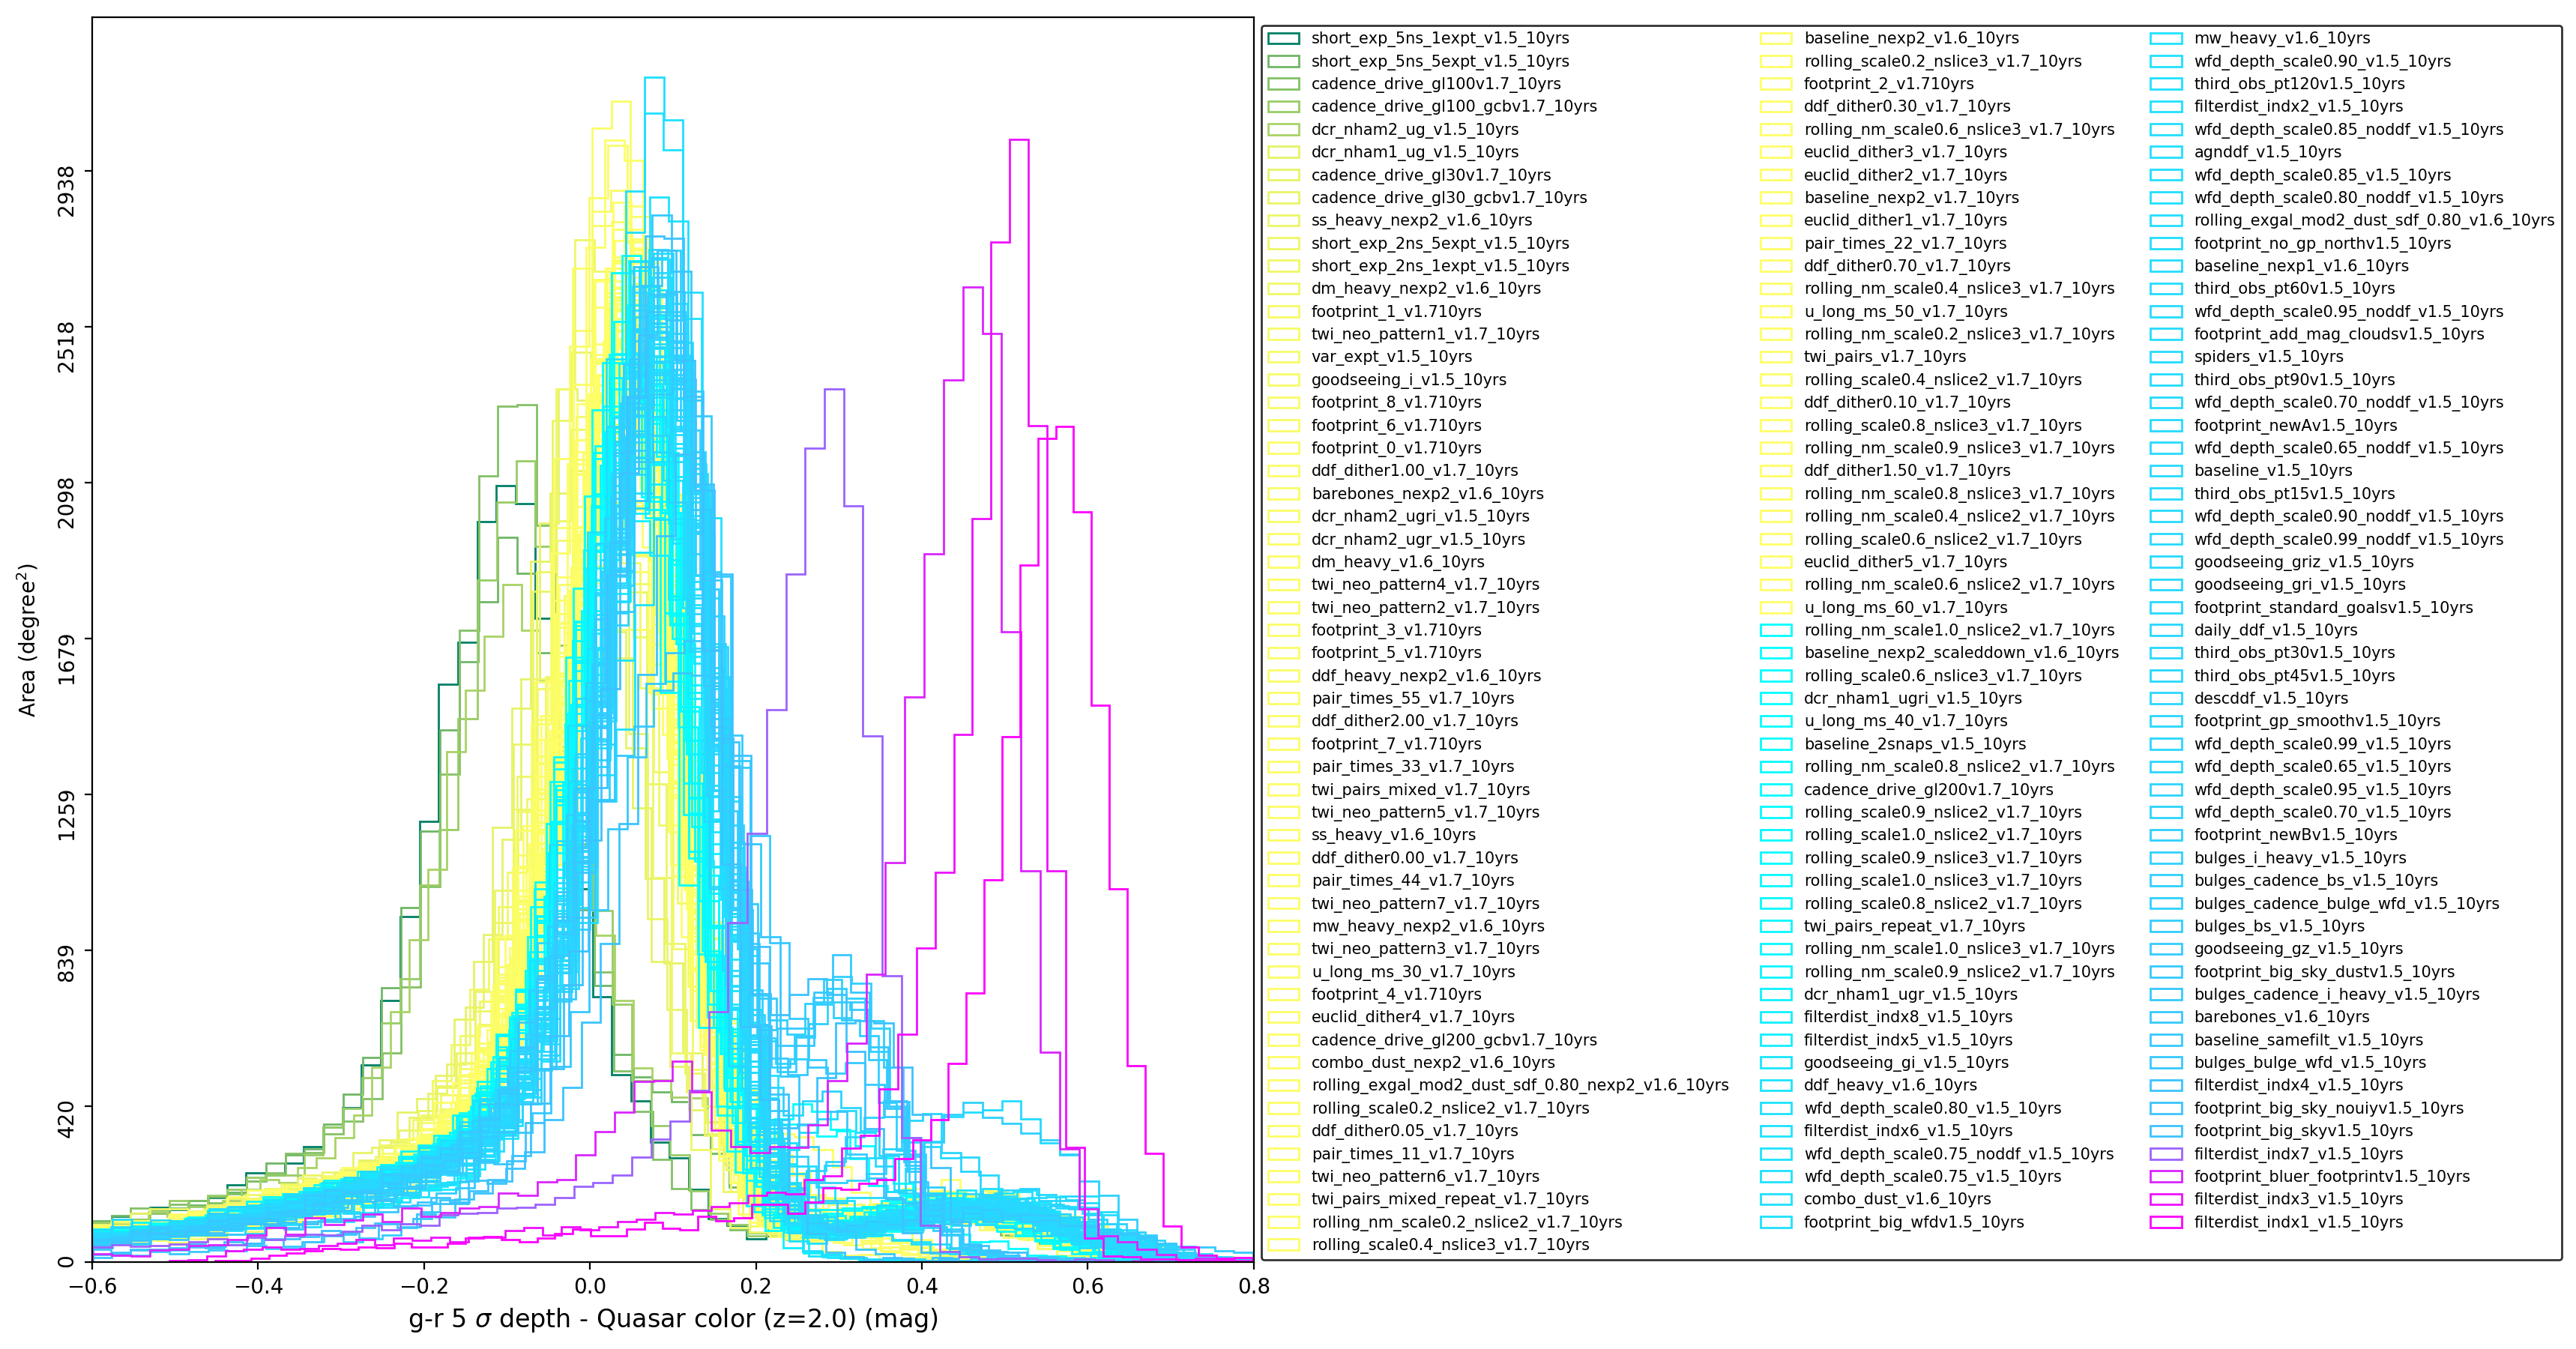 2938
2518
2098
1679
1259
839
420
0
Area (degree²)
−0.6 −0.4 −0.2 0.0 0.2 0.4 0.6 0.8
g-r 5 σ depth - Quasar color (z=2.0) (mag)
short_exp_5ns_1expt_v1.5_10yrs
short_exp_5ns_5expt_v1.5_10yrs
cadence_drive_gl100v1.7_10yrs
cadence_drive_gl100_gcbv1.7_10yrs
dcr_nham2_ug_v1.5_10yrs
dcr_nham1_ug_v1.5_10yrs
cadence_drive_gl30v1.7_10yrs
cadence_drive_gl30_gcbv1.7_10yrs
ss_heavy_nexp2_v1.6_10yrs
short_exp_2ns_5expt_v1.5_10yrs
short_exp_2ns_1expt_v1.5_10yrs
dm_heavy_nexp2_v1.6_10yrs
footprint_1_v1.710yrs
twi_neo_pattern1_v1.7_10yrs
var_expt_v1.5_10yrs
goodseeing_i_v1.5_10yrs
footprint_8_v1.710yrs
footprint_6_v1.710yrs
footprint_0_v1.710yrs
ddf_dither1.00_v1.7_10yrs
barebones_nexp2_v1.6_10yrs
dcr_nham2_ugri_v1.5_10yrs
dcr_nham2_ugr_v1.5_10yrs
dm_heavy_v1.6_10yrs
twi_neo_pattern4_v1.7_10yrs
twi_neo_pattern2_v1.7_10yrs
footprint_3_v1.710yrs
footprint_5_v1.710yrs
ddf_heavy_nexp2_v1.6_10yrs
pair_times_55_v1.7_10yrs
ddf_dither2.00_v1.7_10yrs
footprint_7_v1.710yrs
pair_times_33_v1.7_10yrs
twi_pairs_mixed_v1.7_10yrs
twi_neo_pattern5_v1.7_10yrs
ss_heavy_v1.6_10yrs
ddf_dither0.00_v1.7_10yrs
pair_times_44_v1.7_10yrs
twi_neo_pattern7_v1.7_10yrs
mw_heavy_nexp2_v1.6_10yrs
twi_neo_pattern3_v1.7_10yrs
u_long_ms_30_v1.7_10yrs
footprint_4_v1.710yrs
euclid_dither4_v1.7_10yrs
cadence_drive_gl200_gcbv1.7_10yrs
combo_dust_nexp2_v1.6_10yrs
rolling_exgal_mod2_dust_sdf_0.80_nexp2_v1.6_10yrs
rolling_scale0.2_nslice2_v1.7_10yrs
ddf_dither0.05_v1.7_10yrs
pair_times_11_v1.7_10yrs
twi_neo_pattern6_v1.7_10yrs
twi_pairs_mixed_repeat_v1.7_10yrs
rolling_nm_scale0.2_nslice2_v1.7_10yrs
rolling_scale0.4_nslice3_v1.7_10yrs
baseline_nexp2_v1.6_10yrs
rolling_scale0.2_nslice3_v1.7_10yrs
footprint_2_v1.710yrs
ddf_dither0.30_v1.7_10yrs
rolling_nm_scale0.6_nslice3_v1.7_10yrs
euclid_dither3_v1.7_10yrs
euclid_dither2_v1.7_10yrs
baseline_nexp2_v1.7_10yrs
euclid_dither1_v1.7_10yrs
pair_times_22_v1.7_10yrs
ddf_dither0.70_v1.7_10yrs
rolling_nm_scale0.4_nslice3_v1.7_10yrs
u_long_ms_50_v1.7_10yrs
rolling_nm_scale0.2_nslice3_v1.7_10yrs
twi_pairs_v1.7_10yrs
rolling_scale0.4_nslice2_v1.7_10yrs
ddf_dither0.10_v1.7_10yrs
rolling_scale0.8_nslice3_v1.7_10yrs
rolling_nm_scale0.9_nslice3_v1.7_10yrs
ddf_dither1.50_v1.7_10yrs
rolling_nm_scale0.8_nslice3_v1.7_10yrs
rolling_nm_scale0.4_nslice2_v1.7_10yrs
rolling_scale0.6_nslice2_v1.7_10yrs
euclid_dither5_v1.7_10yrs
rolling_nm_scale0.6_nslice2_v1.7_10yrs
u_long_ms_60_v1.7_10yrs
rolling_nm_scale1.0_nslice2_v1.7_10yrs
baseline_nexp2_scaleddown_v1.6_10yrs
rolling_scale0.6_nslice3_v1.7_10yrs
dcr_nham1_ugri_v1.5_10yrs
u_long_ms_40_v1.7_10yrs
baseline_2snaps_v1.5_10yrs
rolling_nm_scale0.8_nslice2_v1.7_10yrs
cadence_drive_gl200v1.7_10yrs
rolling_scale0.9_nslice2_v1.7_10yrs
rolling_scale1.0_nslice2_v1.7_10yrs
rolling_scale0.9_nslice3_v1.7_10yrs
rolling_scale1.0_nslice3_v1.7_10yrs
rolling_scale0.8_nslice2_v1.7_10yrs
twi_pairs_repeat_v1.7_10yrs
rolling_nm_scale1.0_nslice3_v1.7_10yrs
rolling_nm_scale0.9_nslice2_v1.7_10yrs
dcr_nham1_ugr_v1.5_10yrs
filterdist_indx8_v1.5_10yrs
filterdist_indx5_v1.5_10yrs
goodseeing_gi_v1.5_10yrs
ddf_heavy_v1.6_10yrs
wfd_depth_scale0.80_v1.5_10yrs
filterdist_indx6_v1.5_10yrs
wfd_depth_scale0.75_noddf_v1.5_10yrs
wfd_depth_scale0.75_v1.5_10yrs
combo_dust_v1.6_10yrs
footprint_big_wfdv1.5_10yrs
mw_heavy_v1.6_10yrs
wfd_depth_scale0.90_v1.5_10yrs
third_obs_pt120v1.5_10yrs
filterdist_indx2_v1.5_10yrs
wfd_depth_scale0.85_noddf_v1.5_10yrs
agnddf_v1.5_10yrs
wfd_depth_scale0.85_v1.5_10yrs
wfd_depth_scale0.80_noddf_v1.5_10yrs
rolling_exgal_mod2_dust_sdf_0.80_v1.6_10yrs
footprint_no_gp_northv1.5_10yrs
baseline_nexp1_v1.6_10yrs
third_obs_pt60v1.5_10yrs
wfd_depth_scale0.95_noddf_v1.5_10yrs
footprint_add_mag_cloudsv1.5_10yrs
spiders_v1.5_10yrs
third_obs_pt90v1.5_10yrs
wfd_depth_scale0.70_noddf_v1.5_10yrs
footprint_newAv1.5_10yrs
wfd_depth_scale0.65_noddf_v1.5_10yrs
baseline_v1.5_10yrs
third_obs_pt15v1.5_10yrs
wfd_depth_scale0.90_noddf_v1.5_10yrs
wfd_depth_scale0.99_noddf_v1.5_10yrs
goodseeing_griz_v1.5_10yrs
goodseeing_gri_v1.5_10yrs
footprint_standard_goalsv1.5_10yrs
daily_ddf_v1.5_10yrs
third_obs_pt30v1.5_10yrs
third_obs_pt45v1.5_10yrs
descddf_v1.5_10yrs
footprint_gp_smoothv1.5_10yrs
wfd_depth_scale0.99_v1.5_10yrs
wfd_depth_scale0.65_v1.5_10yrs
wfd_depth_scale0.95_v1.5_10yrs
wfd_depth_scale0.70_v1.5_10yrs
footprint_newBv1.5_10yrs
bulges_i_heavy_v1.5_10yrs
bulges_cadence_bs_v1.5_10yrs
bulges_cadence_bulge_wfd_v1.5_10yrs
bulges_bs_v1.5_10yrs
goodseeing_gz_v1.5_10yrs
footprint_big_sky_dustv1.5_10yrs
bulges_cadence_i_heavy_v1.5_10yrs
barebones_v1.6_10yrs
baseline_samefilt_v1.5_10yrs
bulges_bulge_wfd_v1.5_10yrs
filterdist_indx4_v1.5_10yrs
footprint_big_sky_nouiyv1.5_10yrs
footprint_big_skyv1.5_10yrs
filterdist_indx7_v1.5_10yrs
footprint_bluer_footprintv1.5_10yrs
filterdist_indx3_v1.5_10yrs
filterdist_indx1_v1.5_10yrs